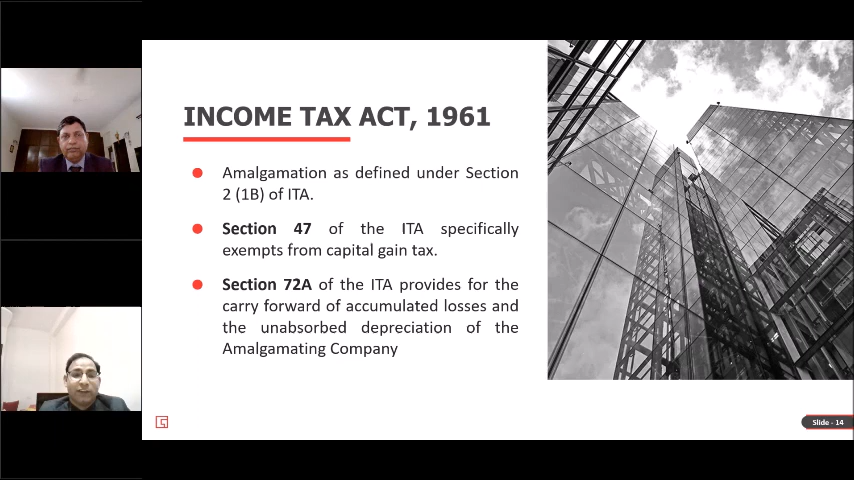 INCOME TAX ACT, 1961
Amalgamation as defined under Section
2 (1B) of ITA.
Section 47 of the ITA specifically
exempts from capital gain tax.
Section 72A of the ITA provides for the
carry forward of accumulated losses and
the unabsorbed depreciation of the
Amalgamating Company
Slide - 14